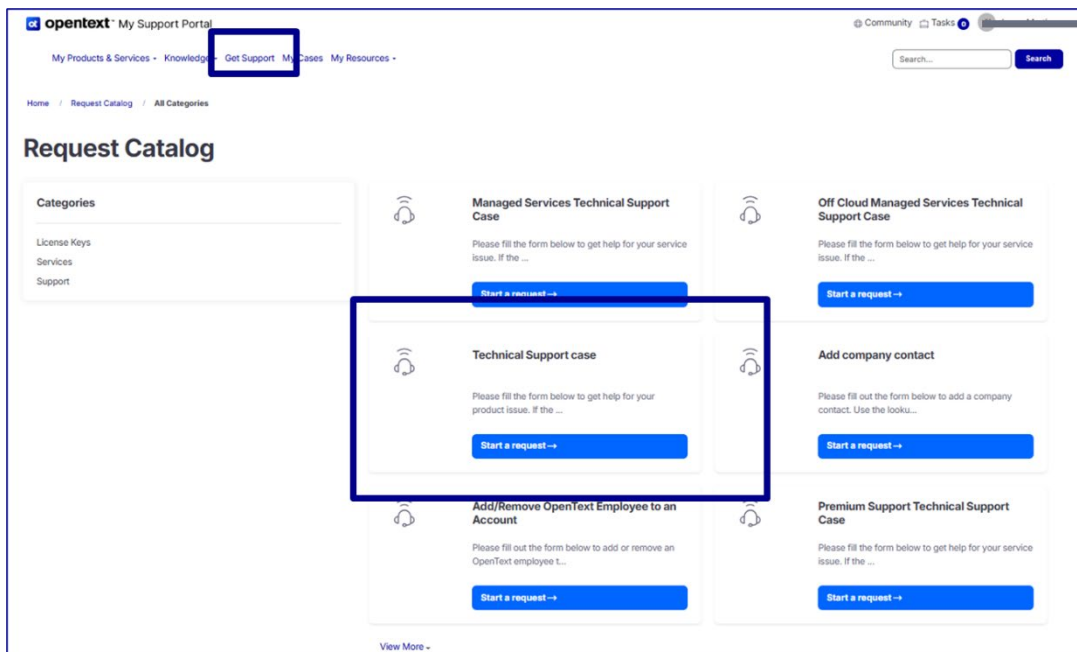 opentext™ My Support Portal
Community Tasks 0
My Products & Services Knowledge Get Support My Cases My Resources
Search... Search
Home / Request Catalog / All Categories
Request Catalog
Categories
License Keys
Services
Support
Managed Services Technical Support
Case
Please fill the form below to get help for your service
issue. If the ...
Start a request→
Off Cloud Managed Services Technical
Support Case
Please fill the form below to get help for your service
issue. If the ...
Start a request→
Technical Support case
Please fill the form below to get help for your
product issue. If the ...
Start a request→
Add company contact
Please fill out the form below to add a company
contact. Use the looku...
Start a request→
Add/Remove OpenText Employee to an
Account
Please fill out the form below to add or remove an
OpenText employee t...
Start a request→
Premium Support Technical Support
Case
Please fill the form below to get help for your service
issue. If the ...
Start a request→
View More